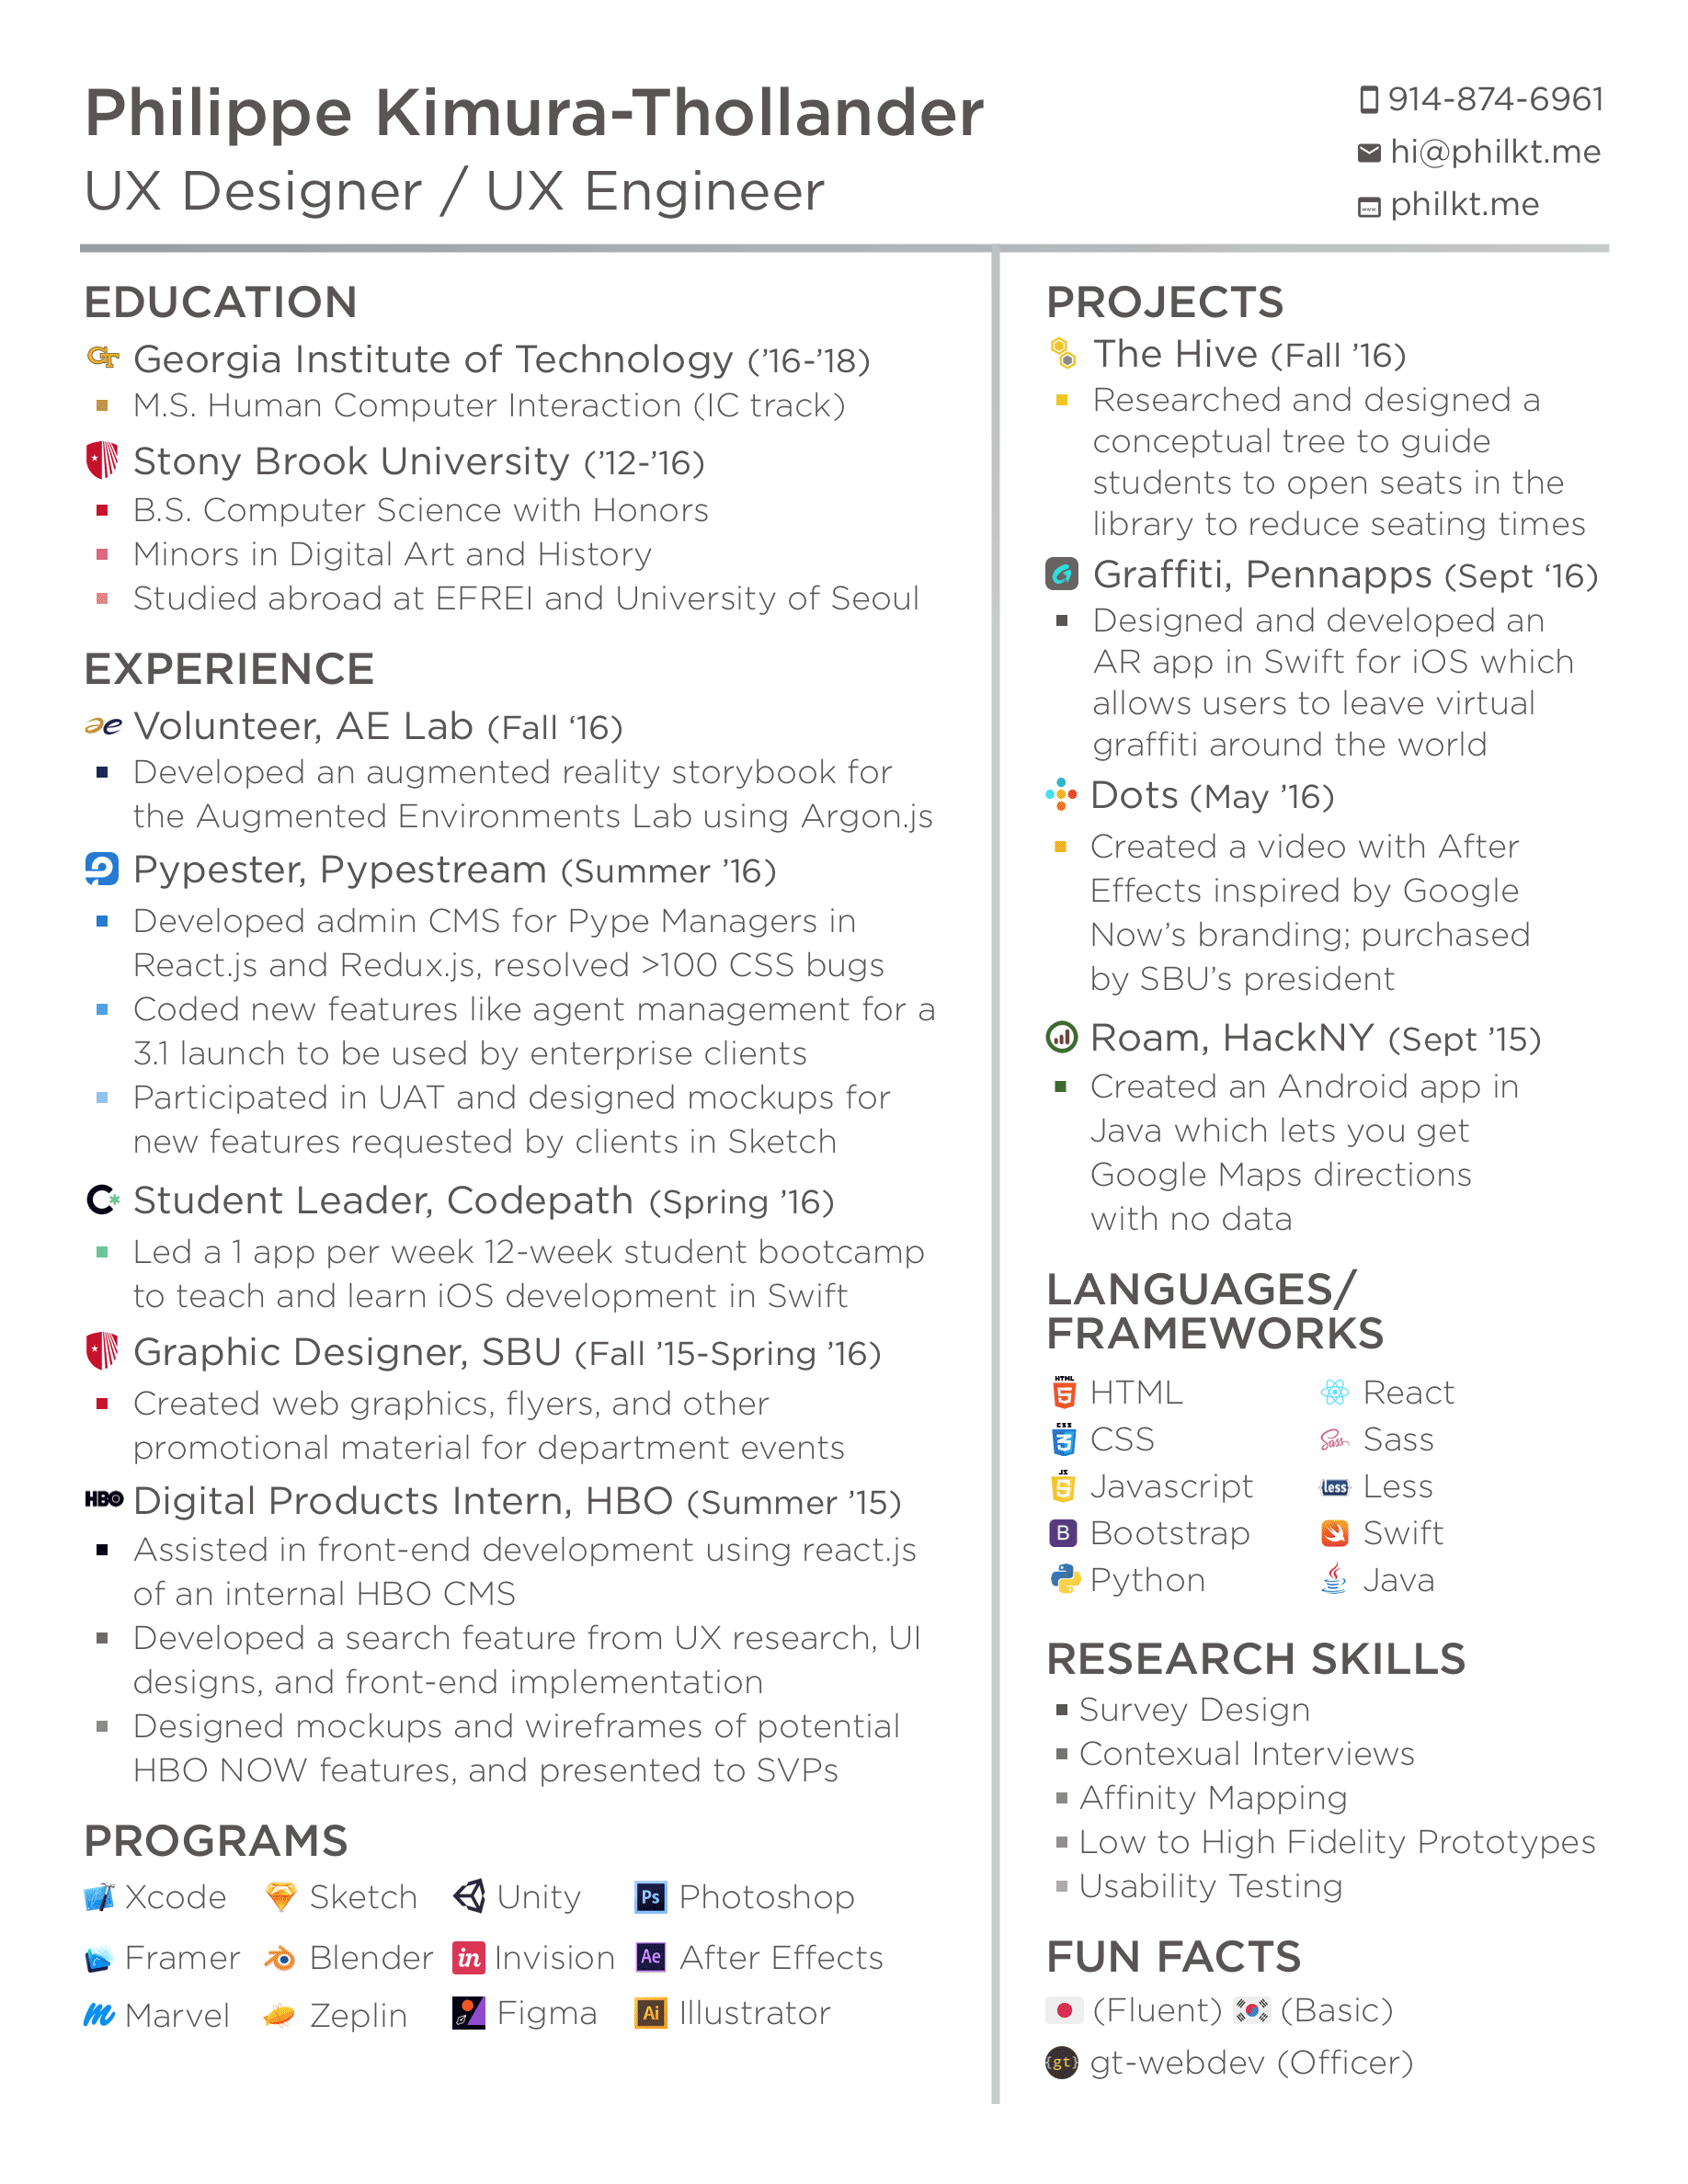 Philippe Kimura-Thollander
UX Designer / UX Engineer
914-874-6961
hi@philkt.me
philkt.me
EDUCATION
Georgia Institute of Technology (’16-’18)
M.S. Human Computer Interaction (IC track)
Stony Brook University (’12-’16)
B.S. Computer Science with Honors
Minors in Digital Art and History
Studied abroad at EFREI and University of Seoul
EXPERIENCE
ae Volunteer, AE Lab (Fall ‘16)
Developed an augmented reality storybook for
the Augmented Environments Lab using Argon.js
Pypester, Pypestream (Summer ’16)
Developed admin CMS for Pype Managers in
React.js and Redux.js, resolved >100 CSS bugs
Coded new features like agent management for a
3.1 launch to be used by enterprise clients
Participated in UAT and designed mockups for
new features requested by clients in Sketch
Student Leader, Codepath (Spring ’16)
Led a 1 app per week 12-week student bootcamp
to teach and learn iOS development in Swift
Graphic Designer, SBU (Fall ’15-Spring ’16)
Created web graphics, flyers, and other
promotional material for department events
HBO Digital Products Intern, HBO (Summer ’15)
Assisted in front-end development using react.js
of an internal HBO CMS
Developed a search feature from UX research, UI
designs, and front-end implementation
Designed mockups and wireframes of potential
HBO NOW features, and presented to SVPs
PROGRAMS
Xcode Sketch Unity Ps Photoshop
Framer Blender in Invision Ae After Effects
Marvel Zeplin Figma Ai Illustrator
PROJECTS
The Hive (Fall ’16)
Researched and designed a
conceptual tree to guide
students to open seats in the
library to reduce seating times
Graffiti, Pennapps (Sept ‘16)
Designed and developed an
AR app in Swift for iOS which
allows users to leave virtual
graffiti around the world
Dots (May ’16)
Created a video with After
Effects inspired by Google
Now’s branding; purchased
by SBU’s president
Roam, HackNY (Sept ’15)
Created an Android app in
Java which lets you get
Google Maps directions
with no data
LANGUAGES/
FRAMEWORKS
HTML 5 HTML React
CSS 3 CSS Sass Sass
JS 5 Javascript less Less
B Bootstrap Swift
Python Java
RESEARCH SKILLS
Survey Design
Contexual Interviews
Affinity Mapping
Low to High Fidelity Prototypes
Usability Testing
FUN FACTS
(Fluent) (Basic)
{gt} gt-webdev (Officer)